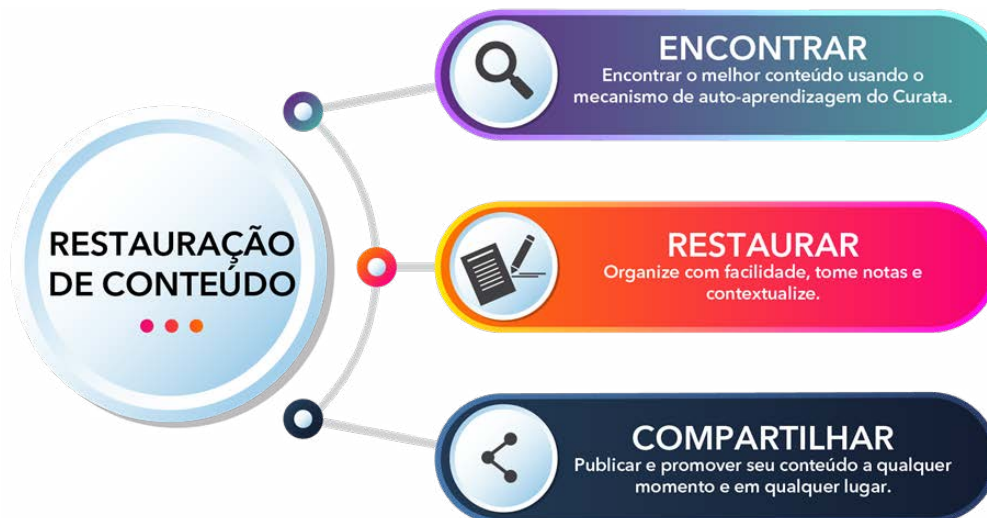 RESTAURAÇÃO
DE CONTEÚDO
ENCONTRAR
Encontrar o melhor conteúdo usando o
mecanismo de auto-aprendizagem do Curata.
RESTAURAR
Organize com facilidade, tome notas e
contextualize.
COMPARTILHAR
Publicar e promover seu conteúdo a qualquer
momento e em qualquer lugar.